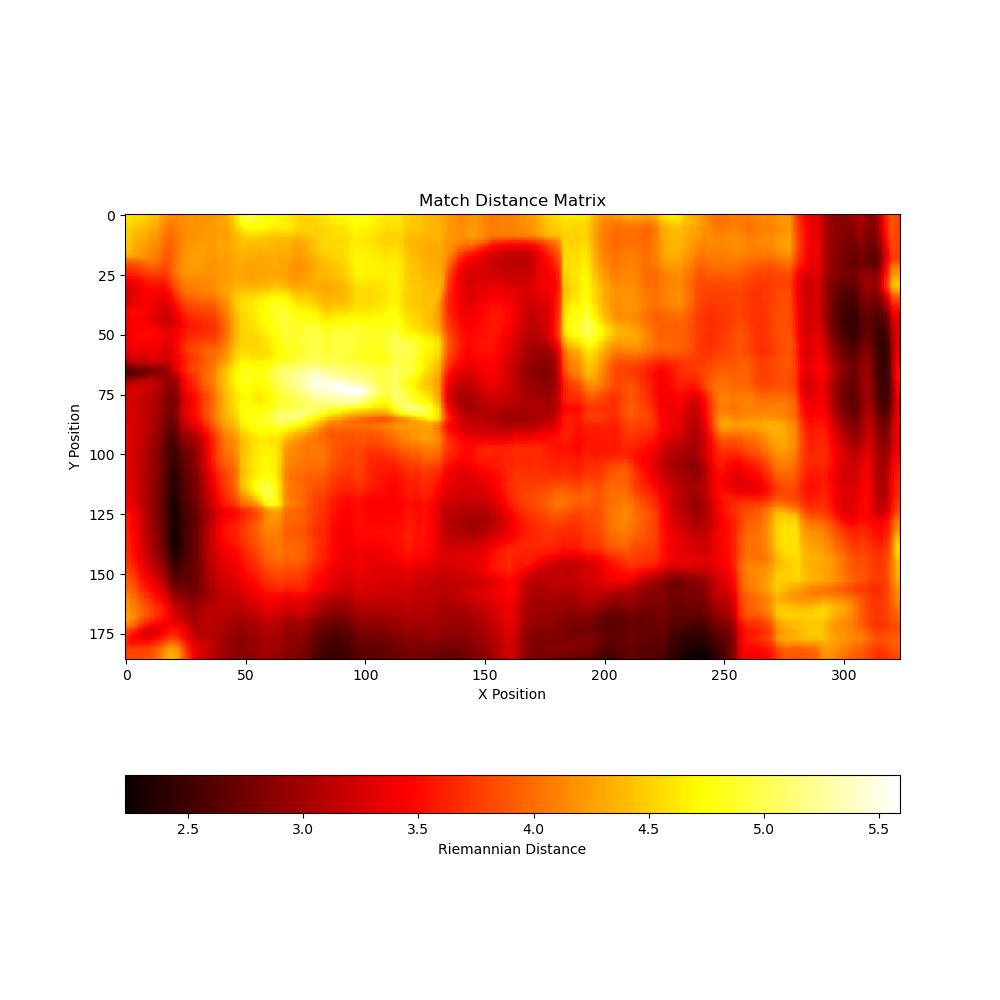 Match Distance Matrix
0
25
50
75
100
125
150
175
Y Position
0 50 100 150 200 250 300
X Position
2.5 3.0 3.5 4.0 4.5 5.0 5.5
Riemannian Distance